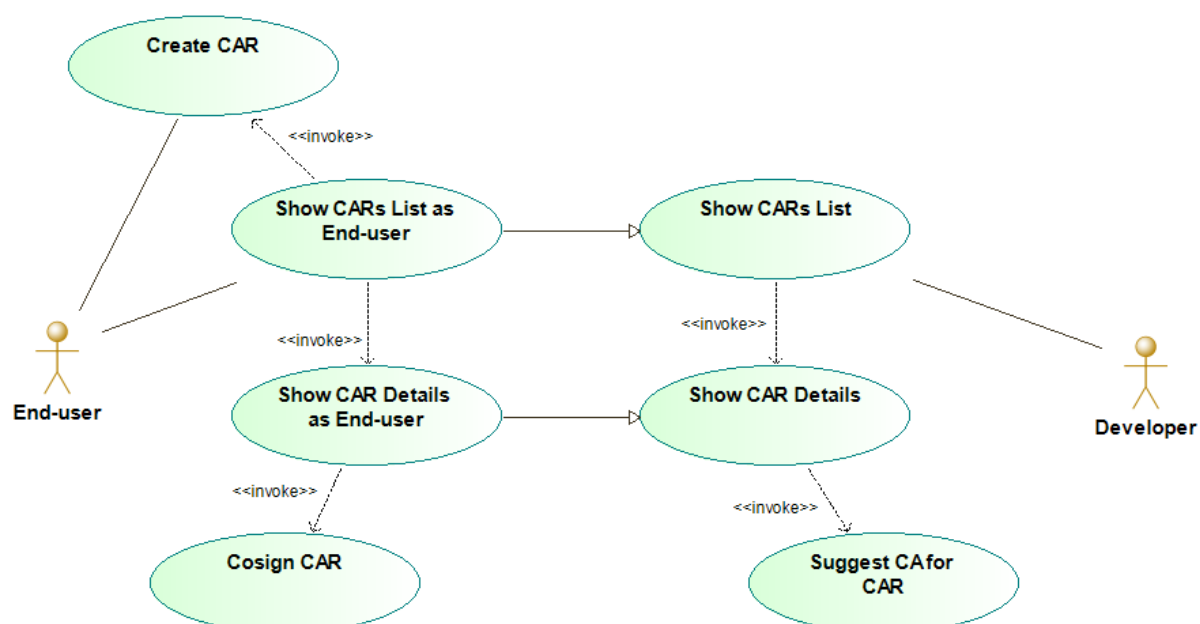 Create CAR
<<invoke>>
Show CARs List as
End-user
Show CARs List
<<invoke>>
<<invoke>>
End-user
Show CAR Details
as End-user
Show CAR Details
Developer
<<invoke>>
<<invoke>>
Cosign CAR
Suggest CA for
CAR